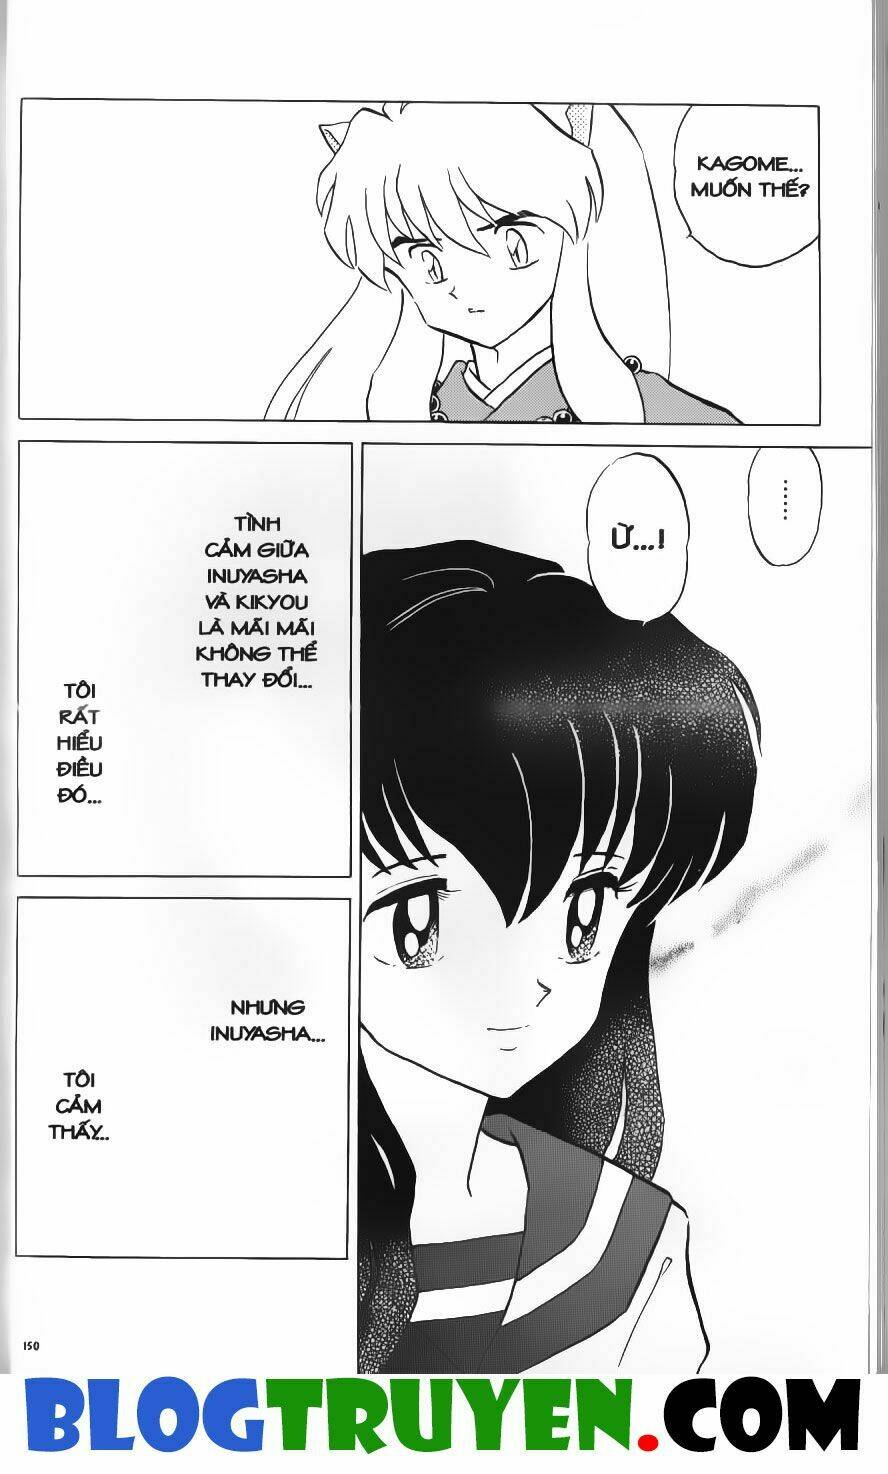 KAGOME...
MUỐN THẾ?
......
Ừ...!
TÌNH
CẢM GIỮA
INUYASHA
VÀ KIKYOU
LÀ MÃI MÃI
KHÔNG THỂ
THAY ĐỔI...
TÔI
RẤT
HIỂU
ĐIỀU
ĐÓ...
NHƯNG
INUYASHA...
TÔI
CẢM
THẤY...
150
BLOGTRUYEN.COM